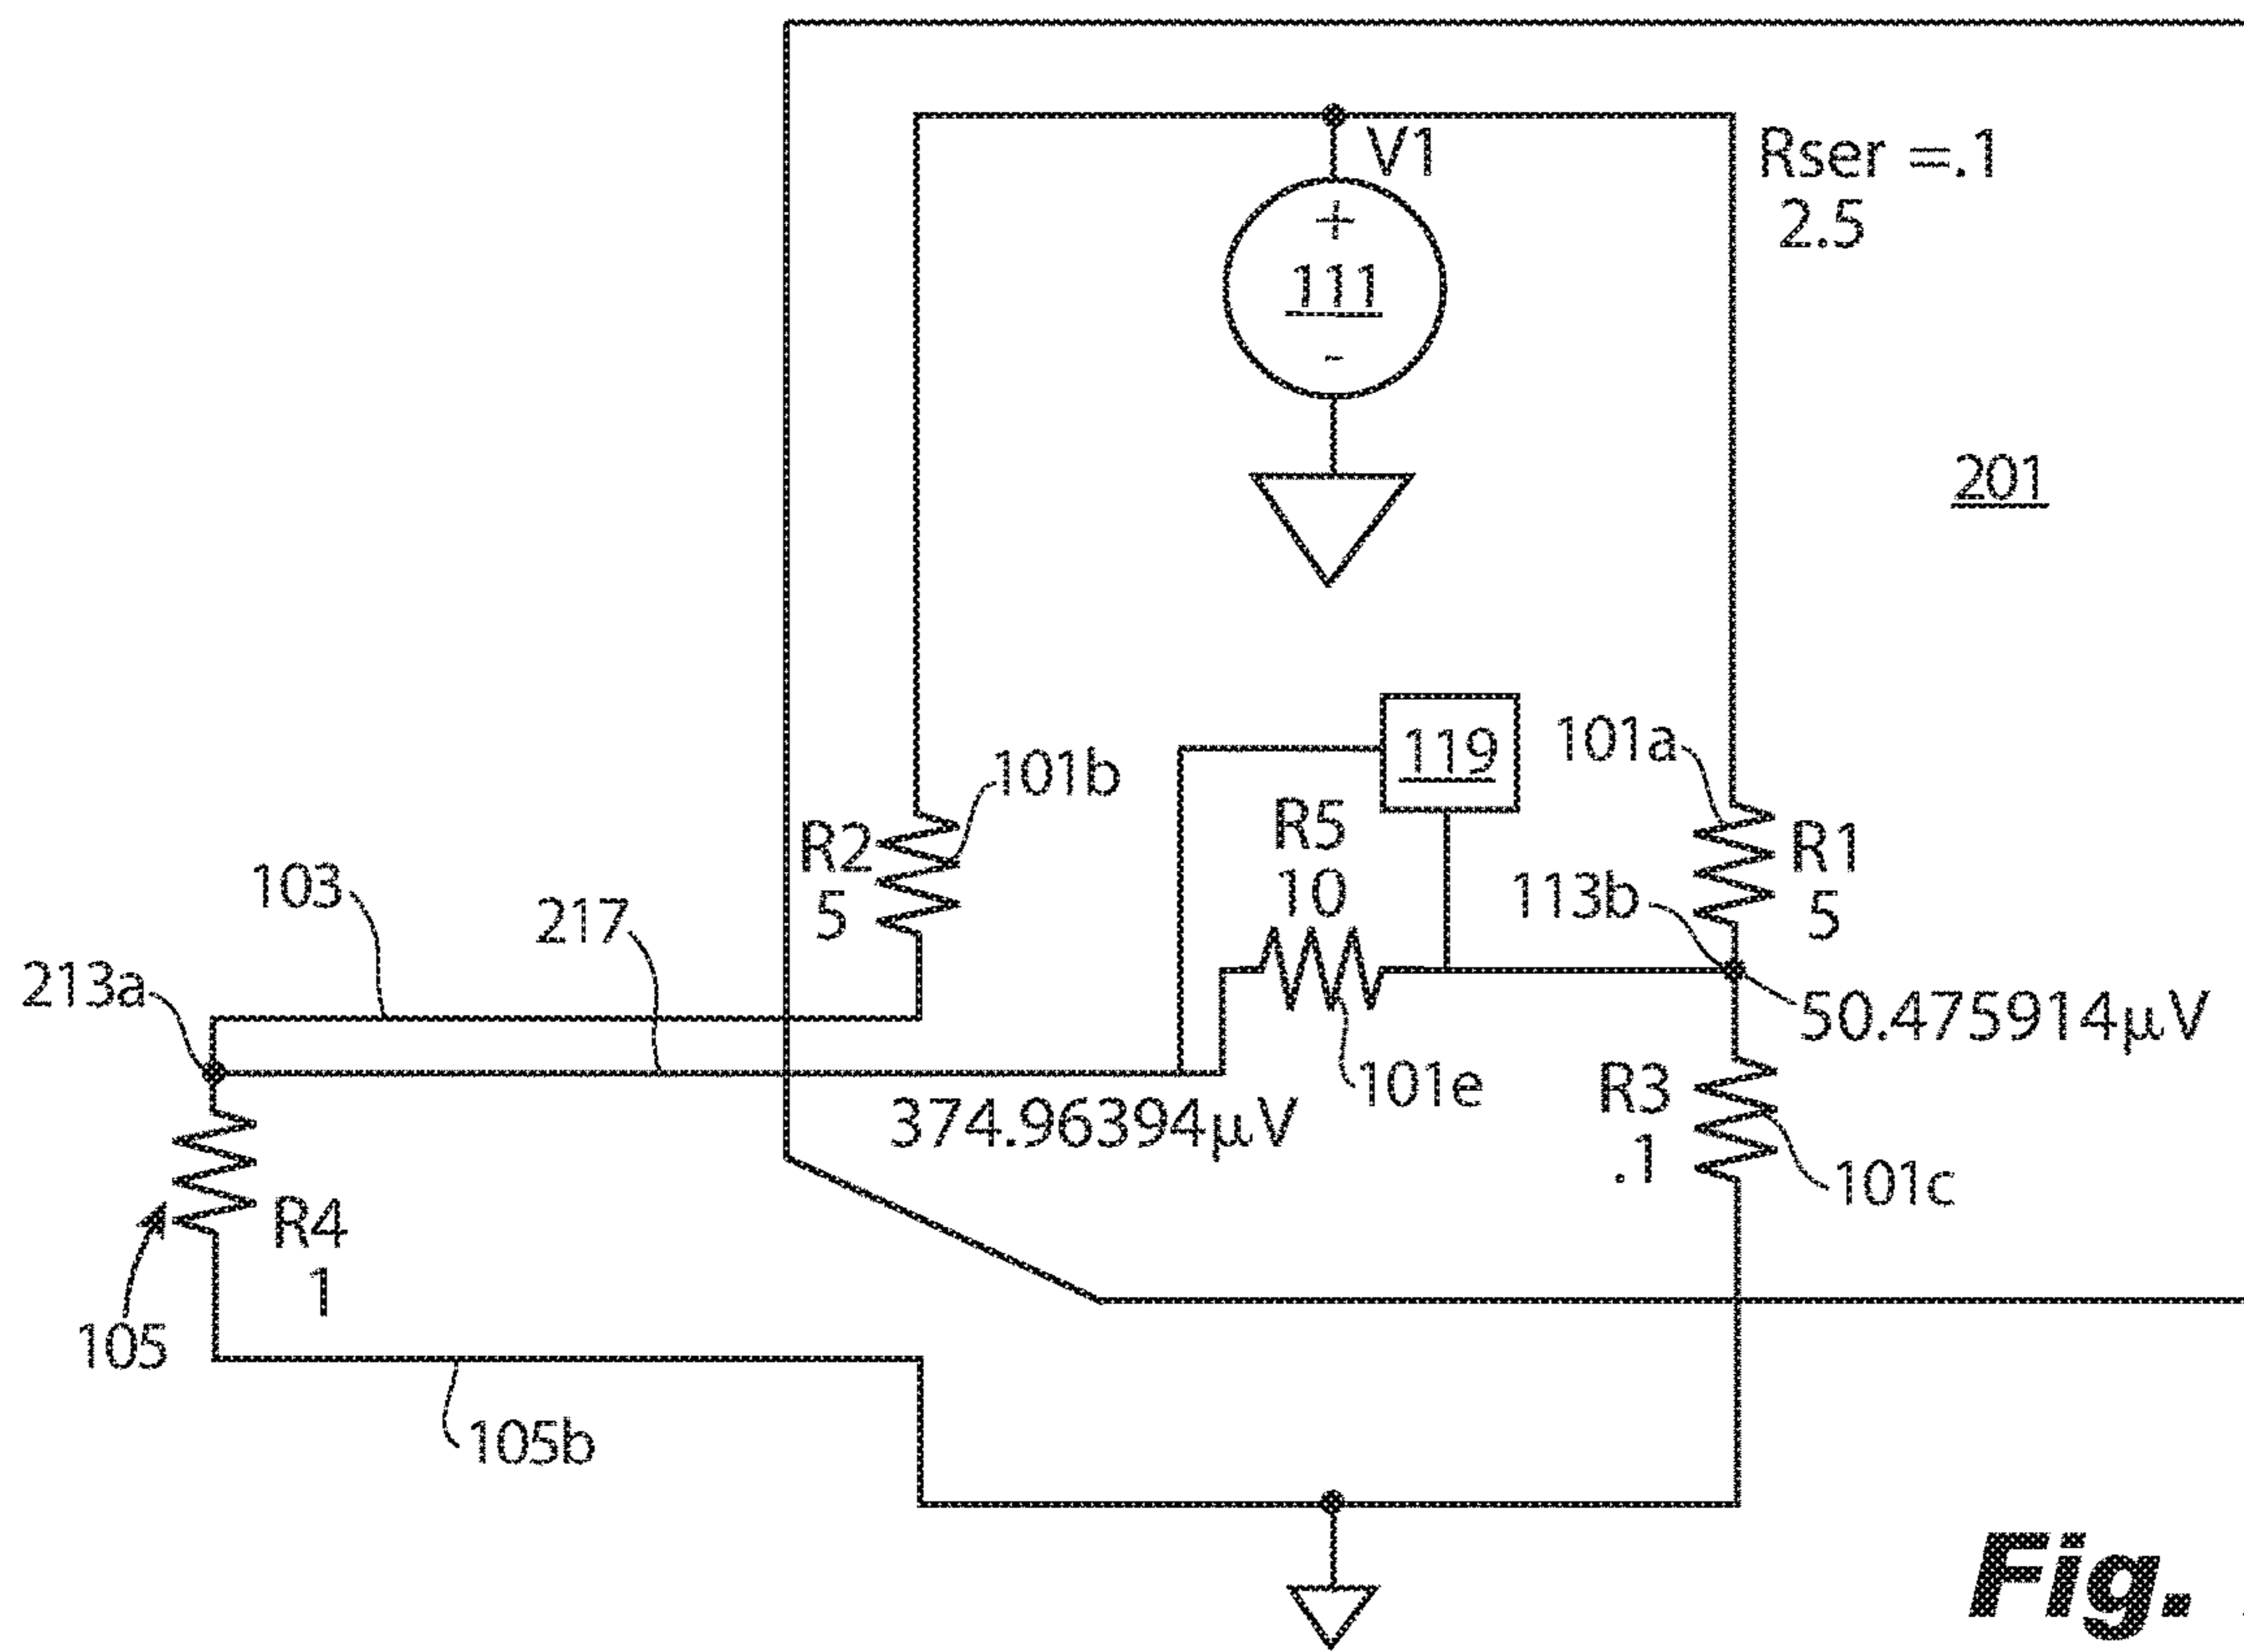 V1
Rser =.1
2.5
+
111
-
201
119
101a
101b
R5
10
R2
5
R1
5
113b
103
217
213a
50.475914µV
101e
374.96394µV
R3
.1
101c
R4
1
105
105b
Fig.